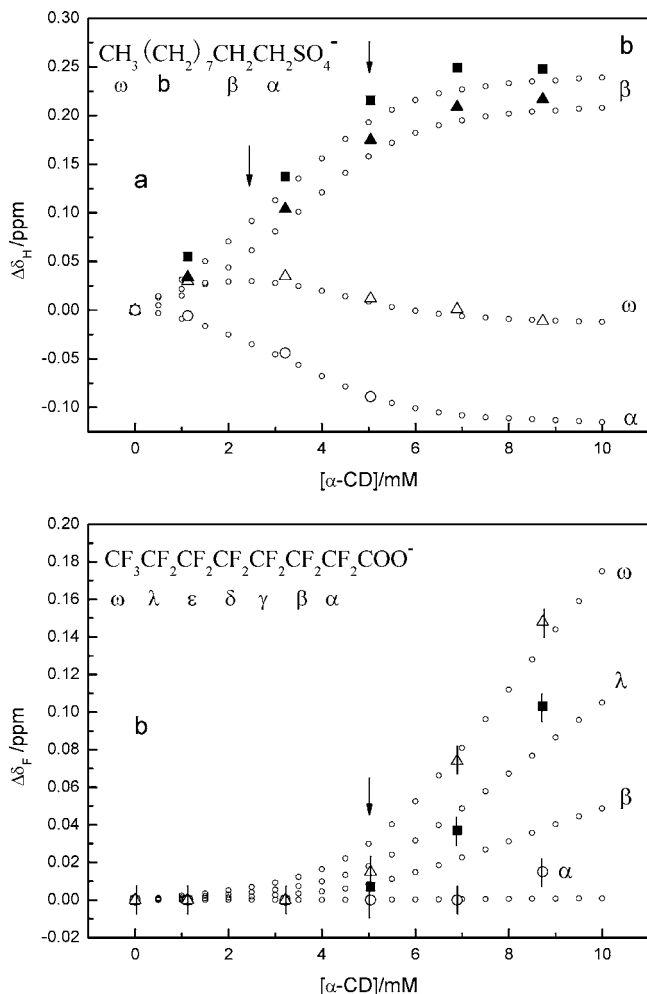 CH₃(CH₂)₇CH₂CH₂SO₄⁻
ω b β α
a
b
β
ω
α
0.30
0.25
0.20
0.15
0.10
0.05
0.00
-0.05
-0.10
Δδ_H/ppm
0 2 4 6 8 10
[α-CD]/mM
CF₃CF₂CF₂CF₂CF₂CF₂CF₂COO⁻
ω λ ε δ γ β α
b
ω
λ
β
α
0.20
0.18
0.16
0.14
0.12
0.10
0.08
0.06
0.04
0.02
0.00
-0.02
Δδ_F/ppm
0 2 4 6 8 10
[α-CD]/mM